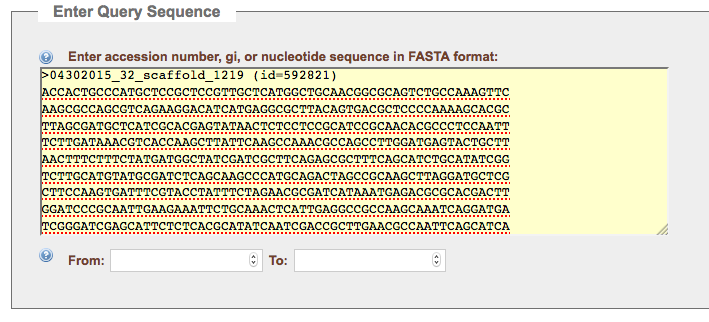 Enter Query Sequence
Enter accession number, gi, or nucleotide sequence in FASTA format:
>04302015_32_scaffold_1219 (id=592821)
ACCACTGCCCATGCTCCGCTCCGTTGCTCATGGCTGCAACGGCGCAGTCTGCCAAAGTTC
AAGCGCCAGCGTCAGAAGGACATCATGAGGCGCTTACAGTGACGCTCCCCAAAAGCACGC
TTAGCGATGCTCATCGCACGAGTATAACTCTCCTCCGCATCCGCAACACGCCCTCCAATT
TCTTGATAAACGTCACCAAGCTTATTCAAGCCAAACGCCAGCCTTGGATGAGTACTGCTT
AACTTTCTTTCTATGATGGCTATCGATCGCTTCAGAGCGCTTTCAGCATCTGCATATCGG
TCTTGCATGTATGCGATCTCAGCAAGCCCATGCAGACTAGCCGCAAGCTTAGGATGCTCG
CTTCCAAGTGATTTCGTACCTATTTCTAGAACGCGATCATAAATGAGACGCGCACGACTT
GGATCCCGCAATTGAAGAAATTCTGCAAACTCATTGAGGCCGCCAAGCAAATCAGGATGA
TCGGGATCGAGCATTCTCTCACGCATATCAATCGACCGCTTGAACGCCAATTCAGCATCA
From: To: